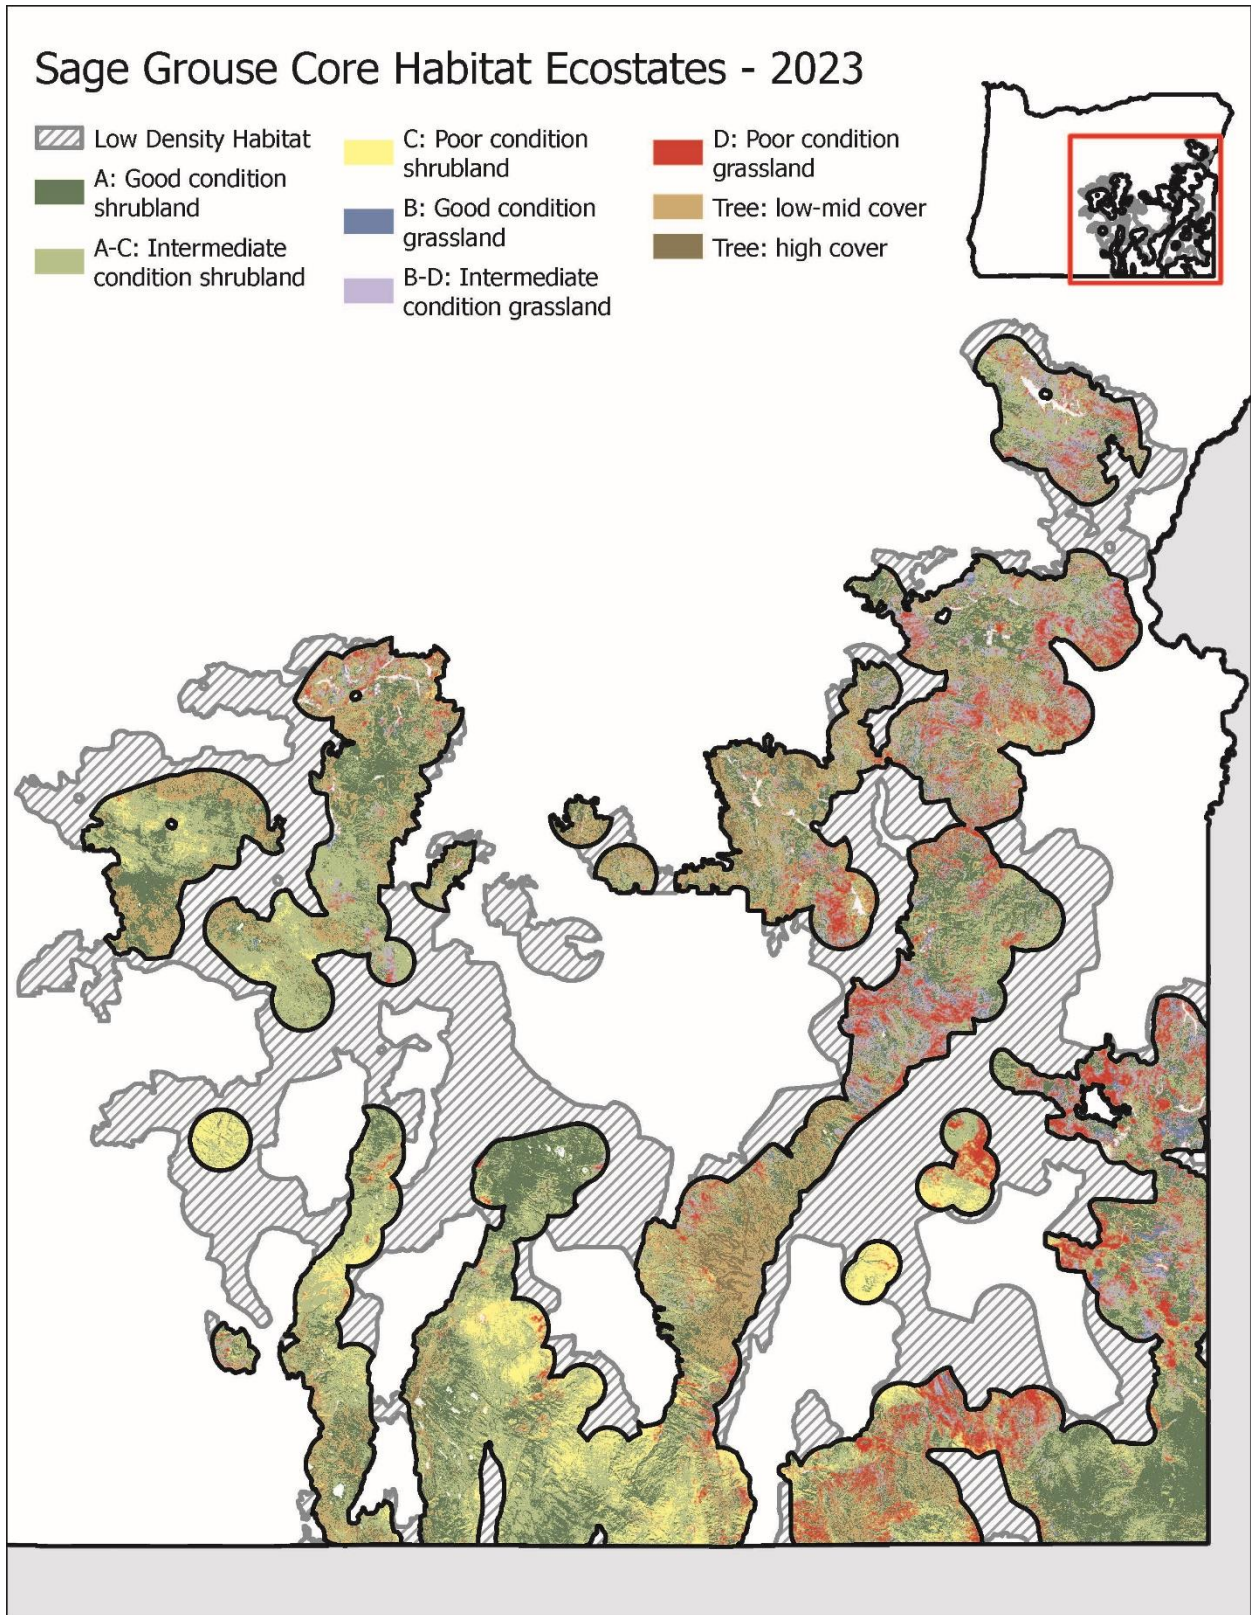 Sage Grouse Core Habitat Ecostates - 2023
Low Density Habitat
A: Good condition
shrubland
A-C: Intermediate
condition shrubland
C: Poor condition
shrubland
B: Good condition
grassland
B-D: Intermediate
condition grassland
D: Poor condition
grassland
Tree: low-mid cover
Tree: high cover